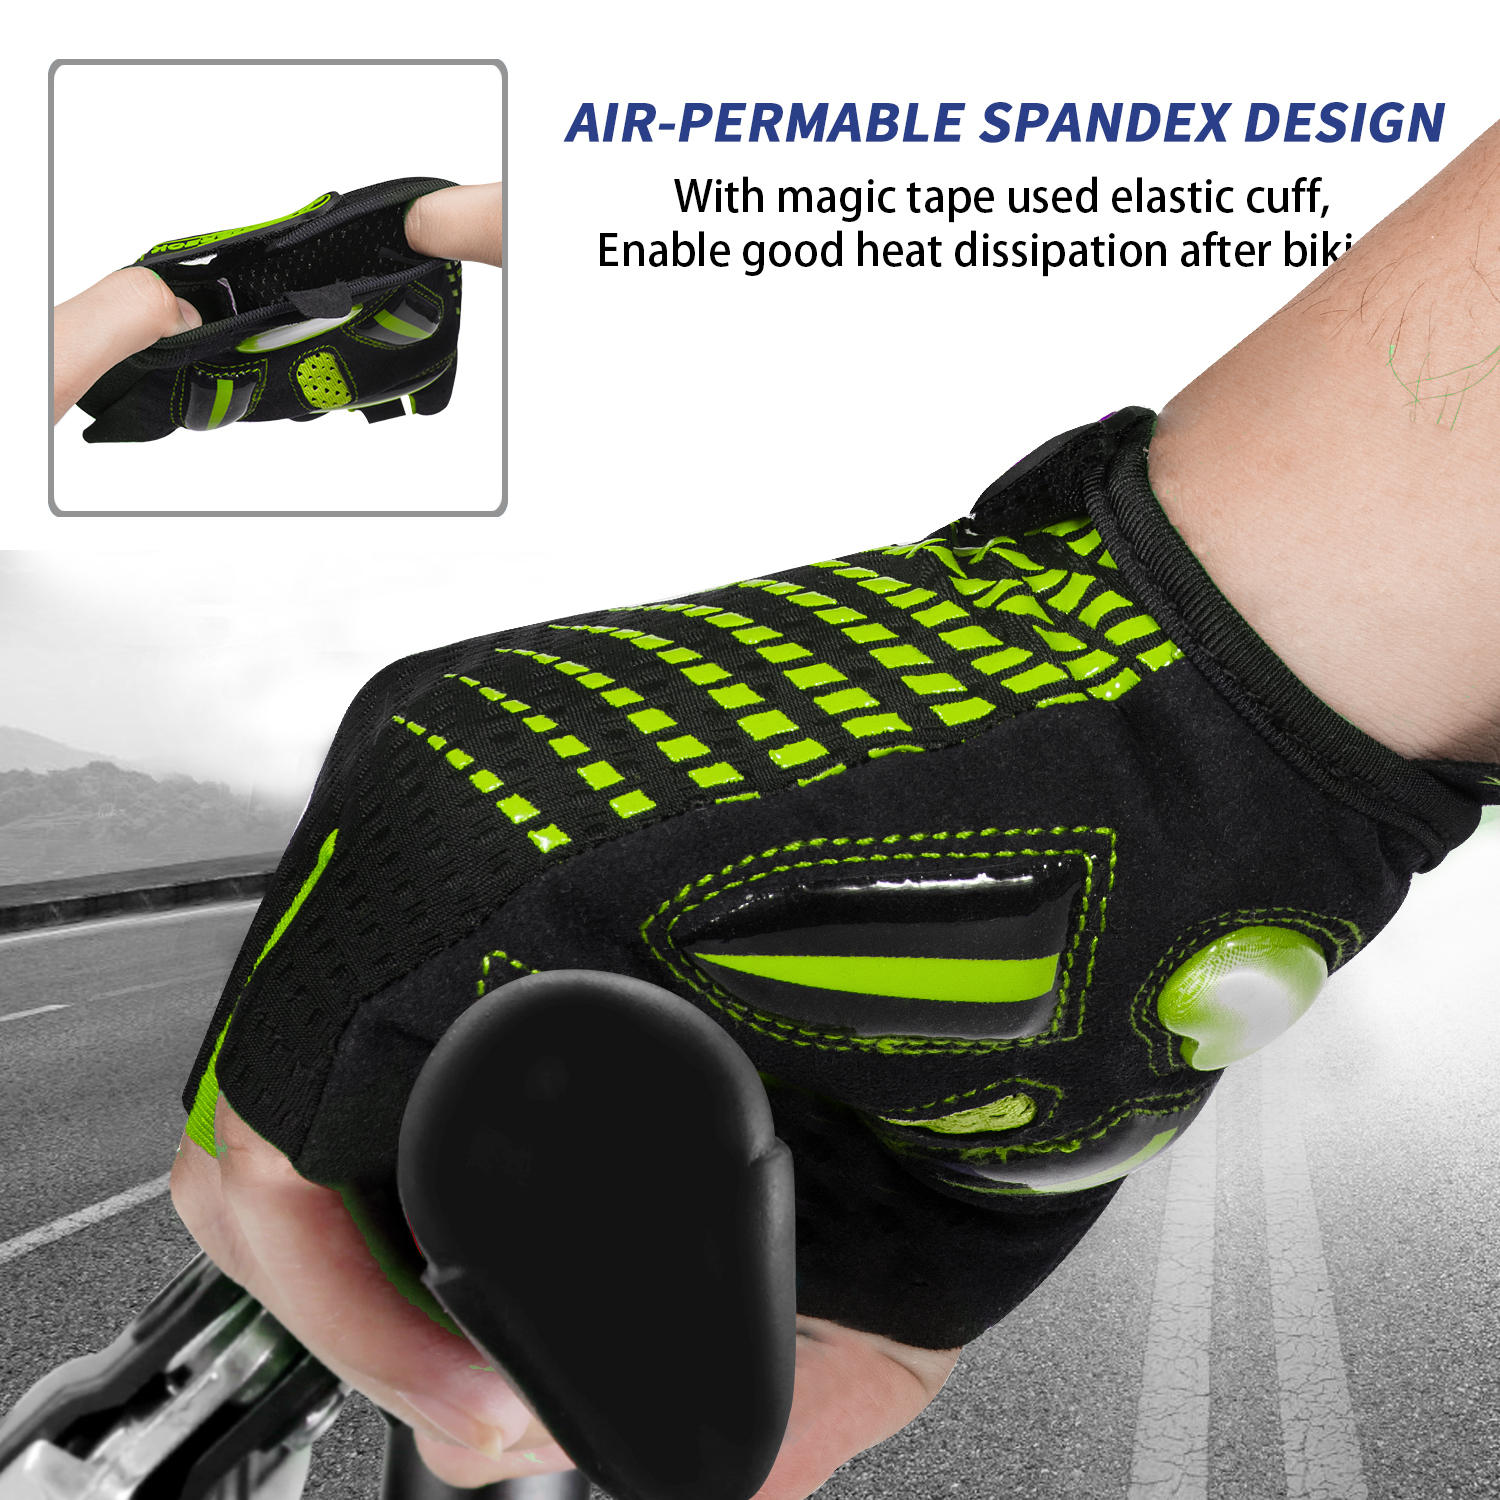 AIR-PERMABLE SPANDEX DESIGN
With magic tape used elastic cuff,
Enable good heat dissipation after